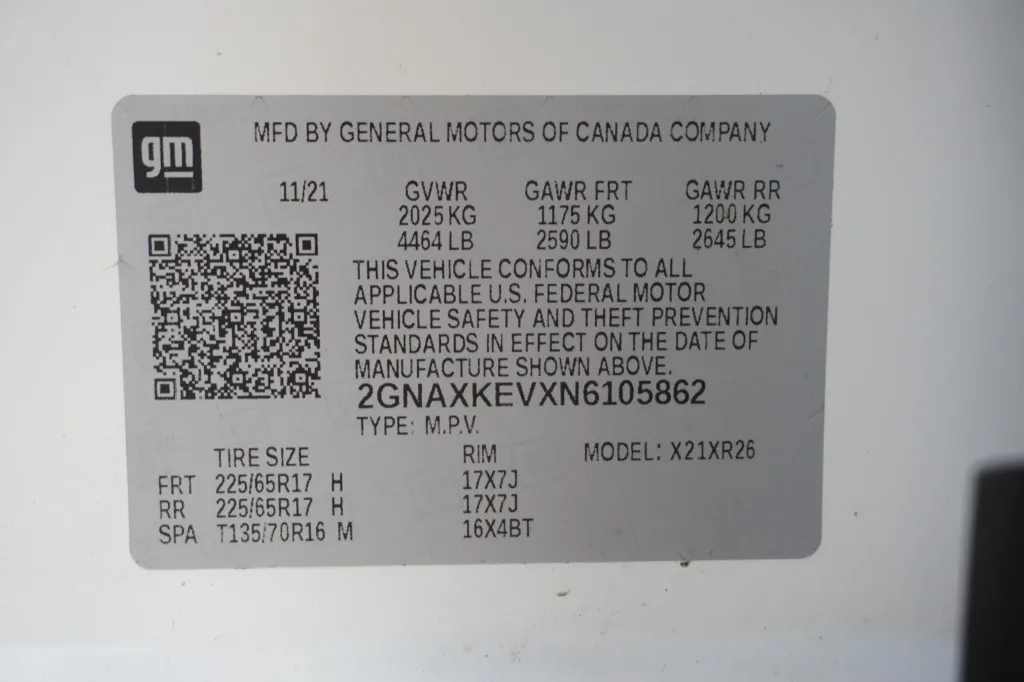 gm
MFD BY GENERAL MOTORS OF CANADA COMPANY
11/21 GVWR GAWR FRT GAWR RR
2025 KG 1175 KG 1200 KG
4464 LB 2590 LB 2645 LB
THIS VEHICLE CONFORMS TO ALL
APPLICABLE U.S. FEDERAL MOTOR
VEHICLE SAFETY AND THEFT PREVENTION
STANDARDS IN EFFECT ON THE DATE OF
MANUFACTURE SHOWN ABOVE.
2GNAXKEVXN6105862
TYPE: M.P.V.
TIRE SIZE RIM MODEL: X21XR26
FRT 225/65R17 H 17X7J
RR 225/65R17 H 17X7J
SPA T135/70R16 M 16X4BT